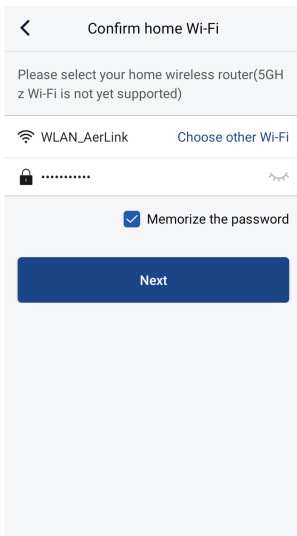 Confirm home Wi-Fi
Please select your home wireless router(5GH
z Wi-Fi is not yet supported)
WLAN_AerLink Choose other Wi-Fi
•••••••••••
Memorize the password
Next